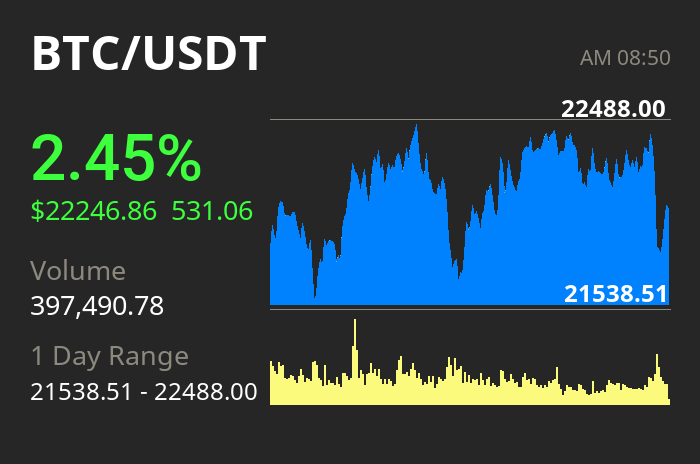 BTC/USDT
AM 08:50
22488.00
2.45%
$22246.86 531.06
21538.51
Volume
397,490.78
1 Day Range
21538.51 - 22488.00